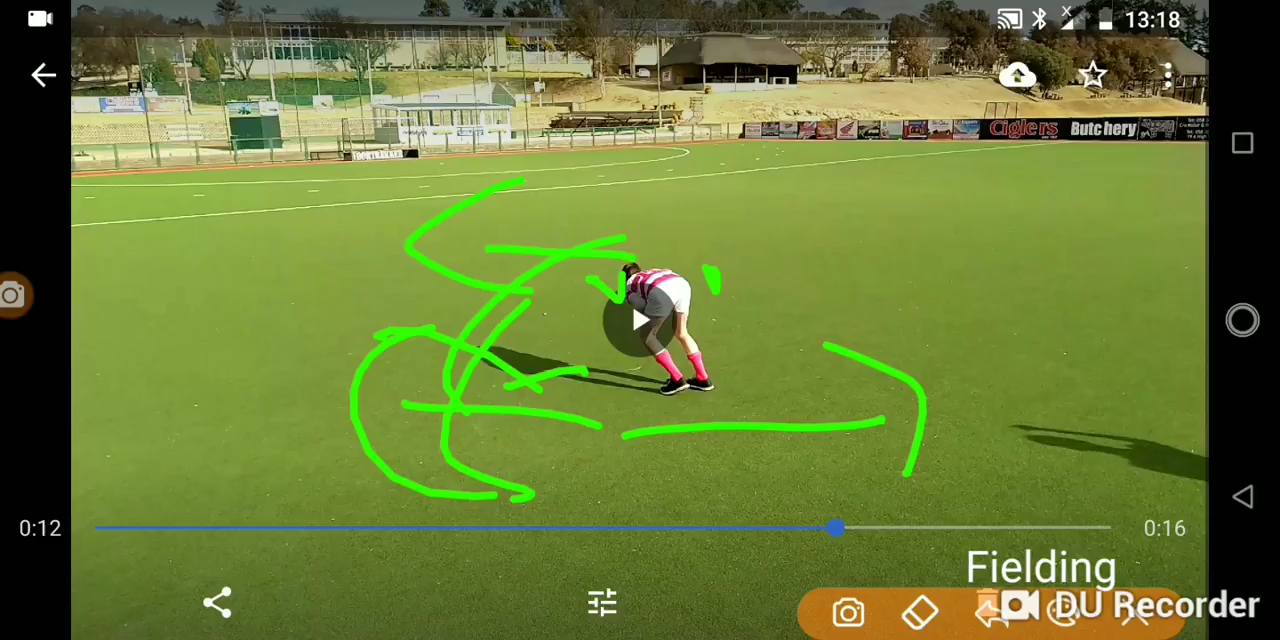 13:18
Ciglers Butchery
0:12
0:16
Fielding
DU Recorder